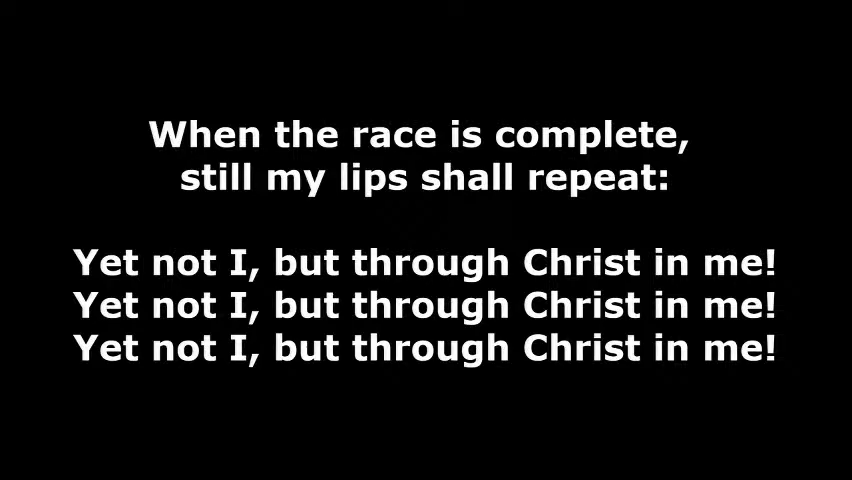 When the race is complete,
still my lips shall repeat:
Yet not I, but through Christ in me!
Yet not I, but through Christ in me!
Yet not I, but through Christ in me!